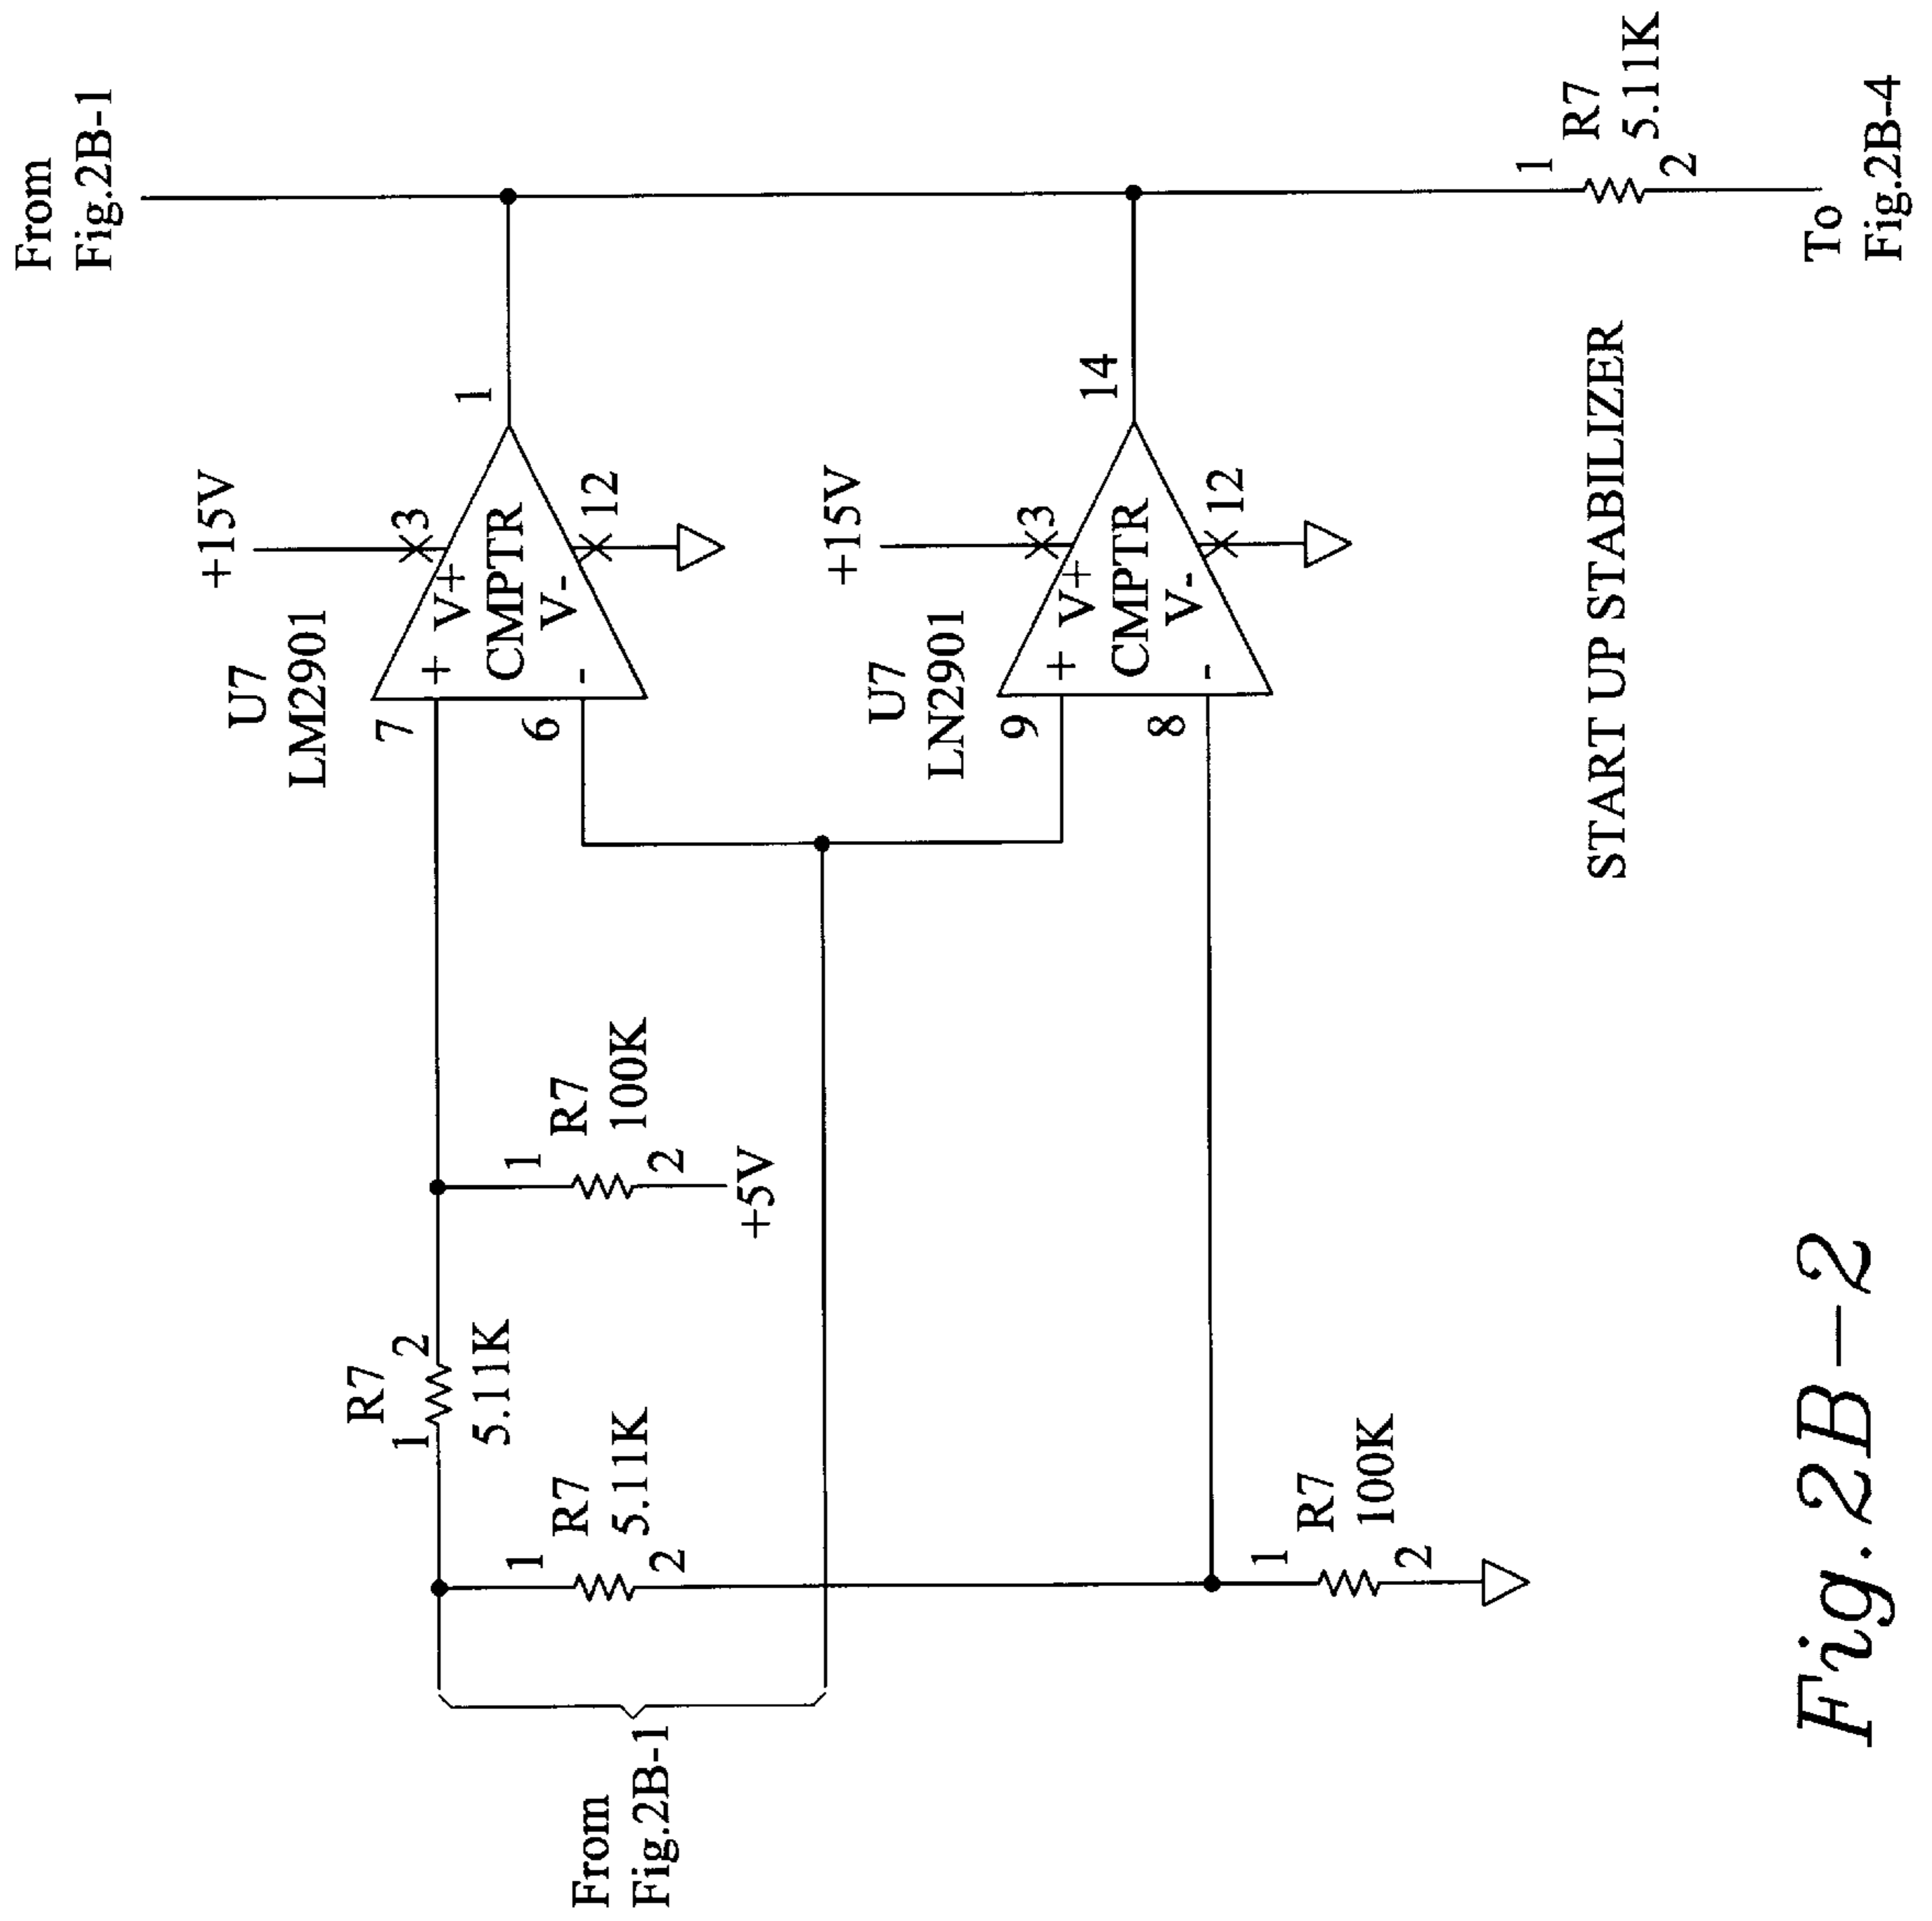 From
Fig.2B-1
+15V
U7
LM2901
3
7
+ V+
CMPTR
V-
-
6
12
1
+15V
U7
LN2901
3
9
+ V+
CMPTR
V-
-
8
12
14
R7
1 2
5.11K
1
R7
5.11K
2
1
R7
100K
2
+5V
From
Fig.2B-1
1
R7
100K
2
1
R7
5.11K
2
To
Fig.2B-4
START UP STABILIZER
Fig. 2B-2